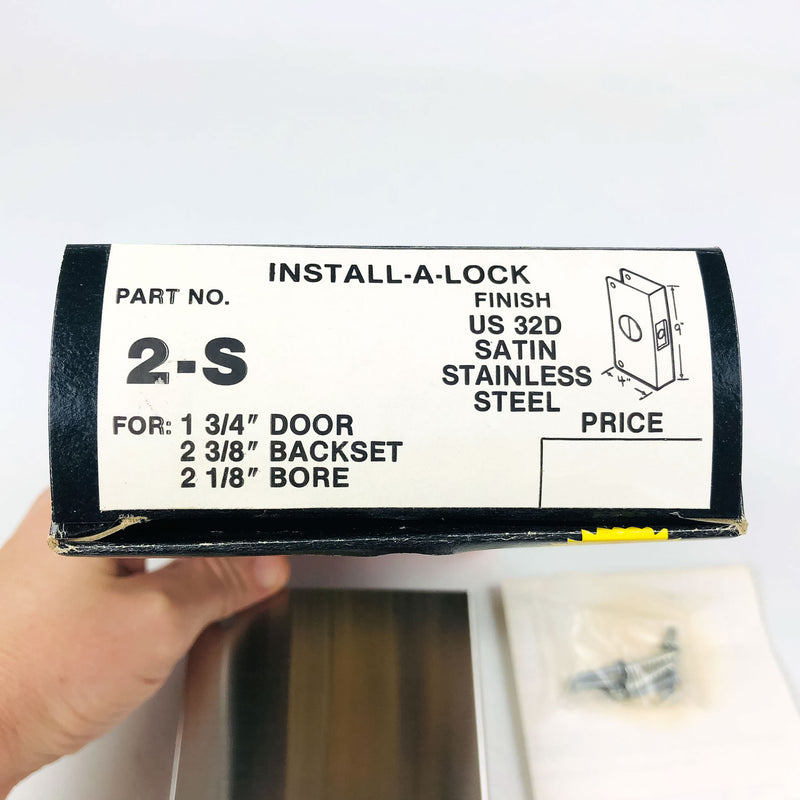 INSTALL-A-LOCK
PART NO.
2-S
FOR: 1 3/4" DOOR
2 3/8" BACKSET
2 1/8" BORE
FINISH
US 32D
SATIN
STAINLESS
STEEL
9"
4"
PRICE